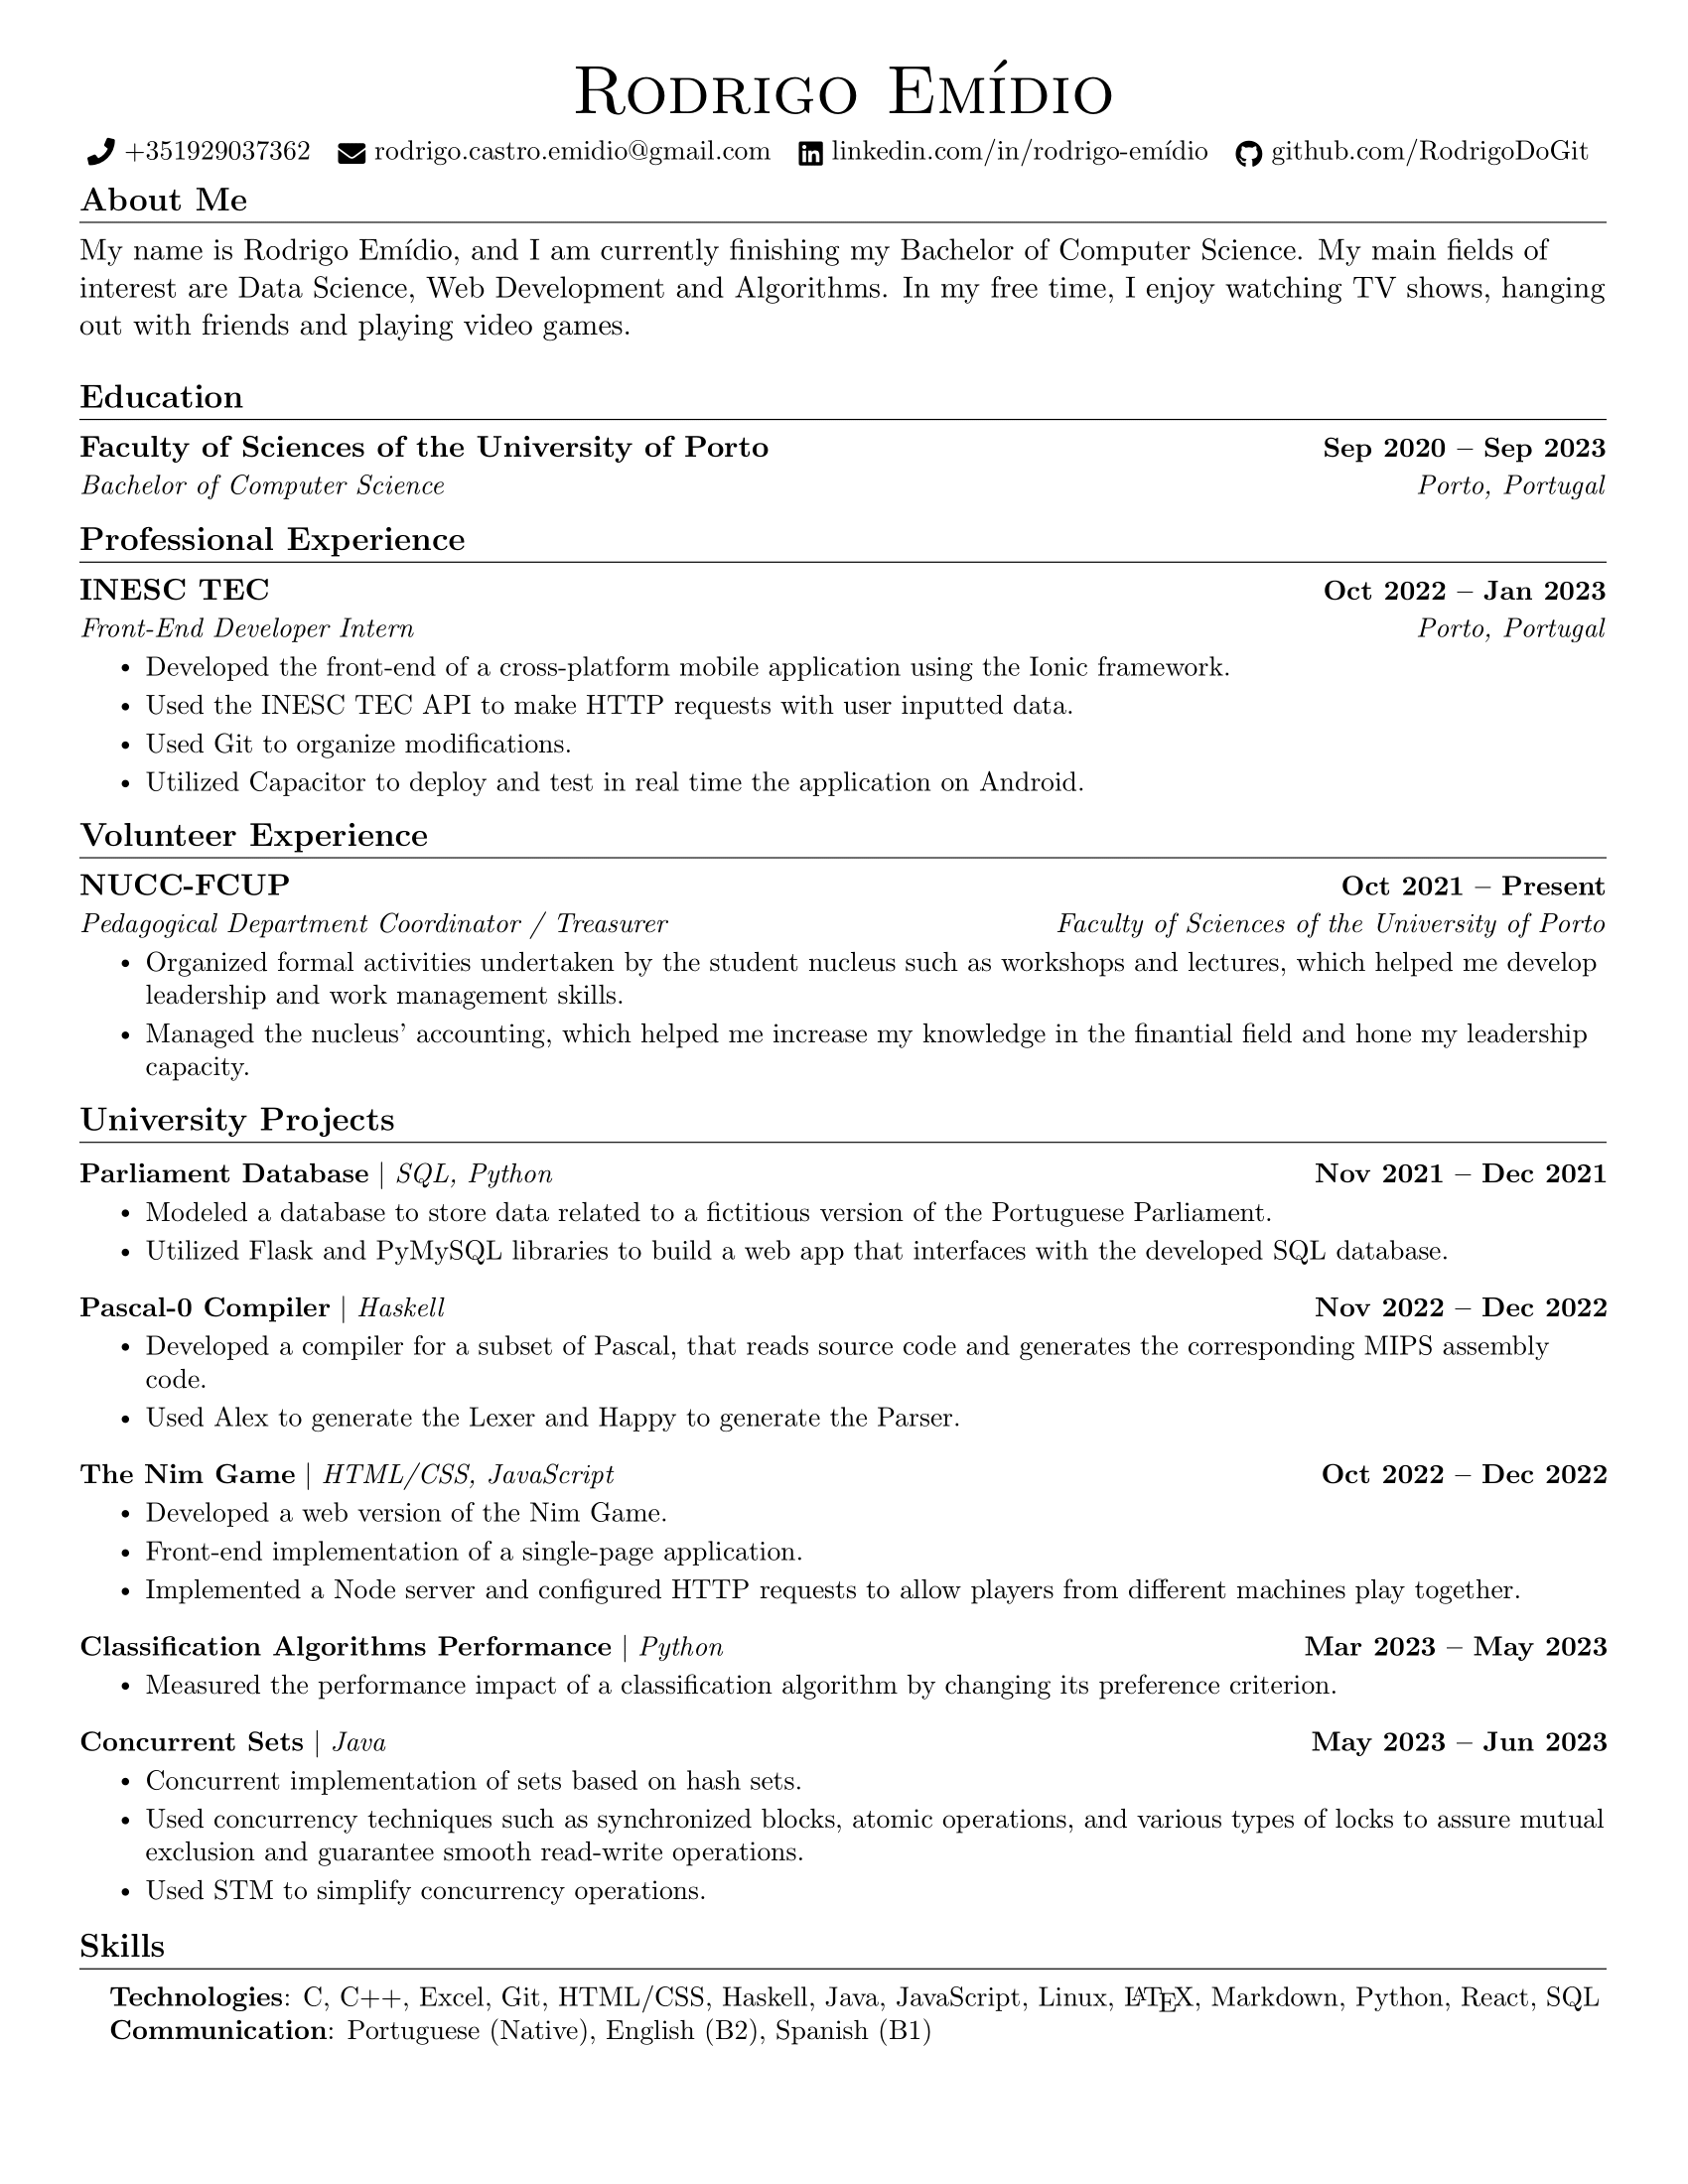 Rodrigo Emídio
+351929037362 rodrigo.castro.emidio@gmail.com linkedin.com/in/rodrigo-emídio github.com/RodrigoDoGit
About Me
My name is Rodrigo Emídio, and I am currently finishing my Bachelor of Computer Science. My main fields of
interest are Data Science, Web Development and Algorithms. In my free time, I enjoy watching TV shows, hanging
out with friends and playing video games.
Education
Faculty of Sciences of the University of Porto Sep 2020 – Sep 2023
Bachelor of Computer Science Porto, Portugal
Professional Experience
INESC TEC Oct 2022 – Jan 2023
Front-End Developer Intern Porto, Portugal
• Developed the front-end of a cross-platform mobile application using the Ionic framework.
• Used the INESC TEC API to make HTTP requests with user inputted data.
• Used Git to organize modifications.
• Utilized Capacitor to deploy and test in real time the application on Android.
Volunteer Experience
NUCC-FCUP Oct 2021 – Present
Pedagogical Department Coordinator / Treasurer Faculty of Sciences of the University of Porto
• Organized formal activities undertaken by the student nucleus such as workshops and lectures, which helped me develop
leadership and work management skills.
• Managed the nucleus' accounting, which helped me increase my knowledge in the finantial field and hone my leadership
capacity.
University Projects
Parliament Database | SQL, Python Nov 2021 – Dec 2021
• Modeled a database to store data related to a fictitious version of the Portuguese Parliament.
• Utilized Flask and PyMySQL libraries to build a web app that interfaces with the developed SQL database.
Pascal-0 Compiler | Haskell Nov 2022 – Dec 2022
• Developed a compiler for a subset of Pascal, that reads source code and generates the corresponding MIPS assembly
code.
• Used Alex to generate the Lexer and Happy to generate the Parser.
The Nim Game | HTML/CSS, JavaScript Oct 2022 – Dec 2022
• Developed a web version of the Nim Game.
• Front-end implementation of a single-page application.
• Implemented a Node server and configured HTTP requests to allow players from different machines play together.
Classification Algorithms Performance | Python Mar 2023 – May 2023
• Measured the performance impact of a classification algorithm by changing its preference criterion.
Concurrent Sets | Java May 2023 – Jun 2023
• Concurrent implementation of sets based on hash sets.
• Used concurrency techniques such as synchronized blocks, atomic operations, and various types of locks to assure mutual
exclusion and guarantee smooth read-write operations.
• Used STM to simplify concurrency operations.
Skills
Technologies: C, C++, Excel, Git, HTML/CSS, Haskell, Java, JavaScript, Linux, LATEX, Markdown, Python, React, SQL
Communication: Portuguese (Native), English (B2), Spanish (B1)